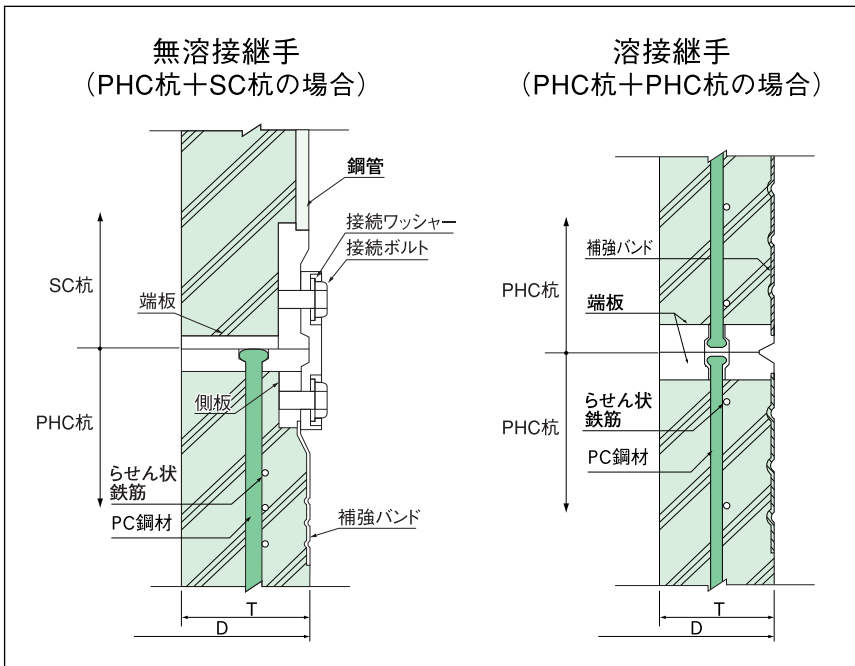 無溶接継手
（PHC杭＋SC杭の場合）
鋼管
接続ワッシャー
接続ボルト
SC杭
端板
側板
PHC杭
らせん状
鉄筋
PC鋼材
補強バンド
T
D
溶接継手
（PHC杭＋PHC杭の場合）
補強バンド
PHC杭
端板
らせん状
鉄筋
PHC杭
PC鋼材
T
D